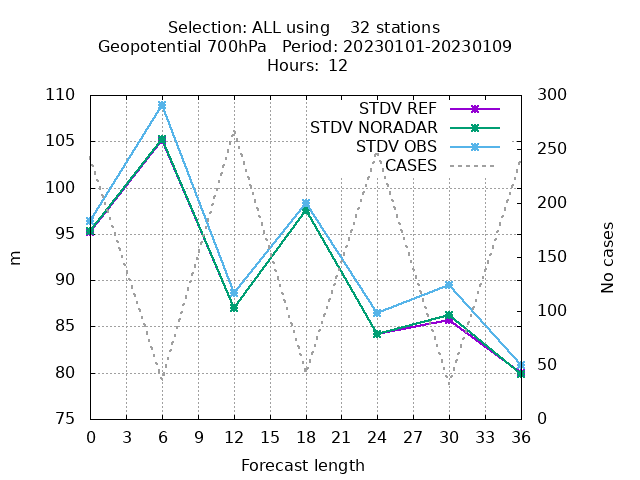 Selection: ALL using    32 stations
Geopotential 700hPa   Period: 20230101-20230109
Hours: 12
110 300
STDV REF
105 250
STDV NORADAR
STDV OBS
CASES
100 200
95
m
90 150
No cases
85 100
80 50
75 0
0 3 6 9 12 15 18 21 24 27 30 33 36
Forecast length